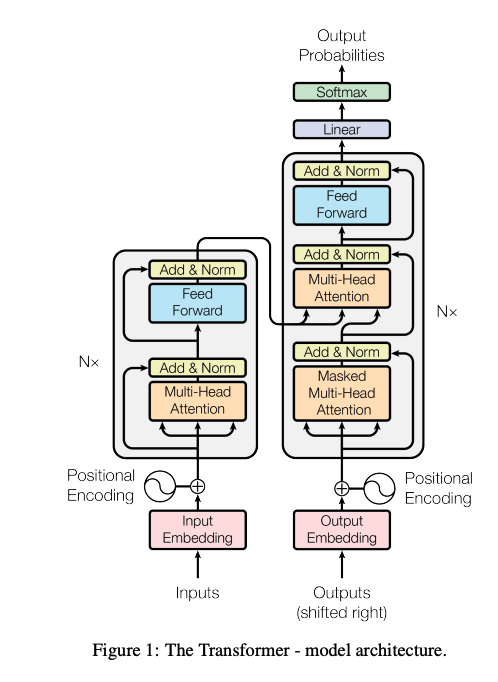 Output
Probabilities
Softmax
Linear
Add & Norm
Feed
Forward
Add & Norm
Multi-Head
Attention
Add & Norm
Masked
Multi-Head
Attention
N×
Add & Norm
Feed
Forward
Add & Norm
Multi-Head
Attention
N×
Positional
Encoding
Positional
Encoding
Input
Embedding
Output
Embedding
Inputs
Outputs
(shifted right)
Figure 1: The Transformer - model architecture.